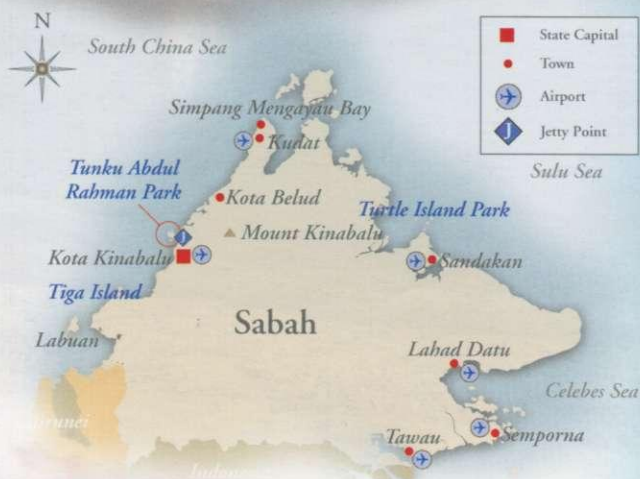 N
South China Sea
State Capital
Town
Airport
J
Jetty Point
Sulu Sea
Simpang Mengayau Bay
Kudat
Tunku Abdul
Rahman Park
Kota Belud
Turtle Island Park
J
Mount Kinabalu
Kota Kinabalu
Sandakan
Tiga Island
Sabah
Labuan
Lahad Datu
Celebes Sea
Semporna
Tawau